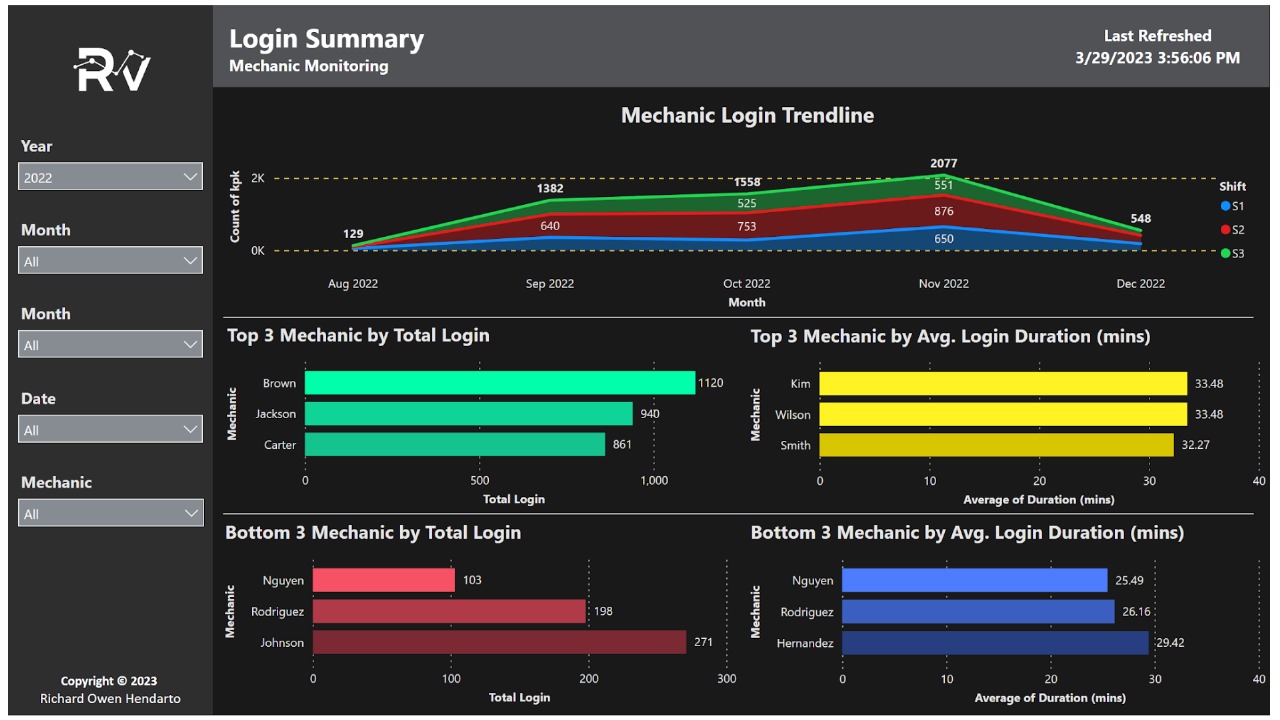 RV
Year
2022
Month
All
Month
All
Date
All
Mechanic
All
Copyright © 2023
Richard Owen Hendarto
Login Summary
Mechanic Monitoring
Last Refreshed
3/29/2023 3:56:06 PM
Mechanic Login Trendline
Count of kpk
2K
0K
129
1382
640
1558
525
753
2077
551
876
650
548
Aug 2022
Sep 2022
Oct 2022
Nov 2022
Dec 2022
Month
Shift
S1
S2
S3
Top 3 Mechanic by Total Login
Mechanic
Brown 1120
Jackson 940
Carter 861
0 500 1,000
Total Login
Top 3 Mechanic by Avg. Login Duration (mins)
Mechanic
Kim 33.48
Wilson 33.48
Smith 32.27
0 10 20 30 40
Average of Duration (mins)
Bottom 3 Mechanic by Total Login
Mechanic
Nguyen 103
Rodriguez 198
Johnson 271
0 100 200 300
Total Login
Bottom 3 Mechanic by Avg. Login Duration (mins)
Mechanic
Nguyen 25.49
Rodriguez 26.16
Hernandez 29.42
0 10 20 30 40
Average of Duration (mins)